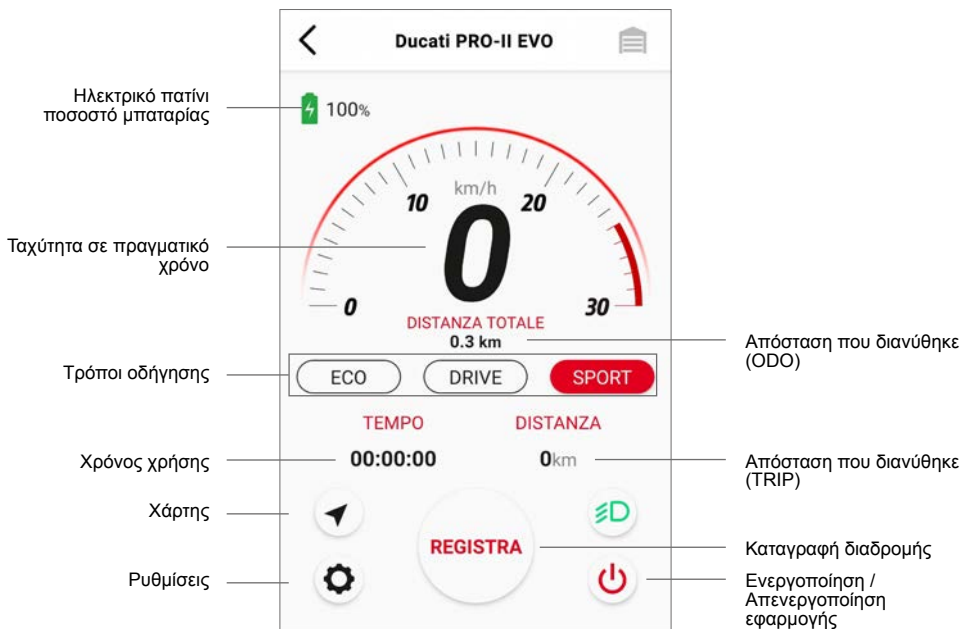 Ducati PRO-II EVO
Ηλεκτρικό πατίνι
ποσοστό μπαταρίας
100%
km/h
10
20
0
Ταχύτητα σε πραγματικό
χρόνο
0
30
DISTANZA TOTALE
0.3 km
Απόσταση που διανύθηκε
(ODO)
Τρόποι οδήγησης
ECO
DRIVE
SPORT
TEMPO
DISTANZA
Χρόνος χρήσης
00:00:00
0km
Απόσταση που διανύθηκε
(TRIP)
Χάρτης
REGISTRA
Καταγραφή διαδρομής
Ρυθμίσεις
Ενεργοποίηση /
Απενεργοποίηση
εφαρμογής